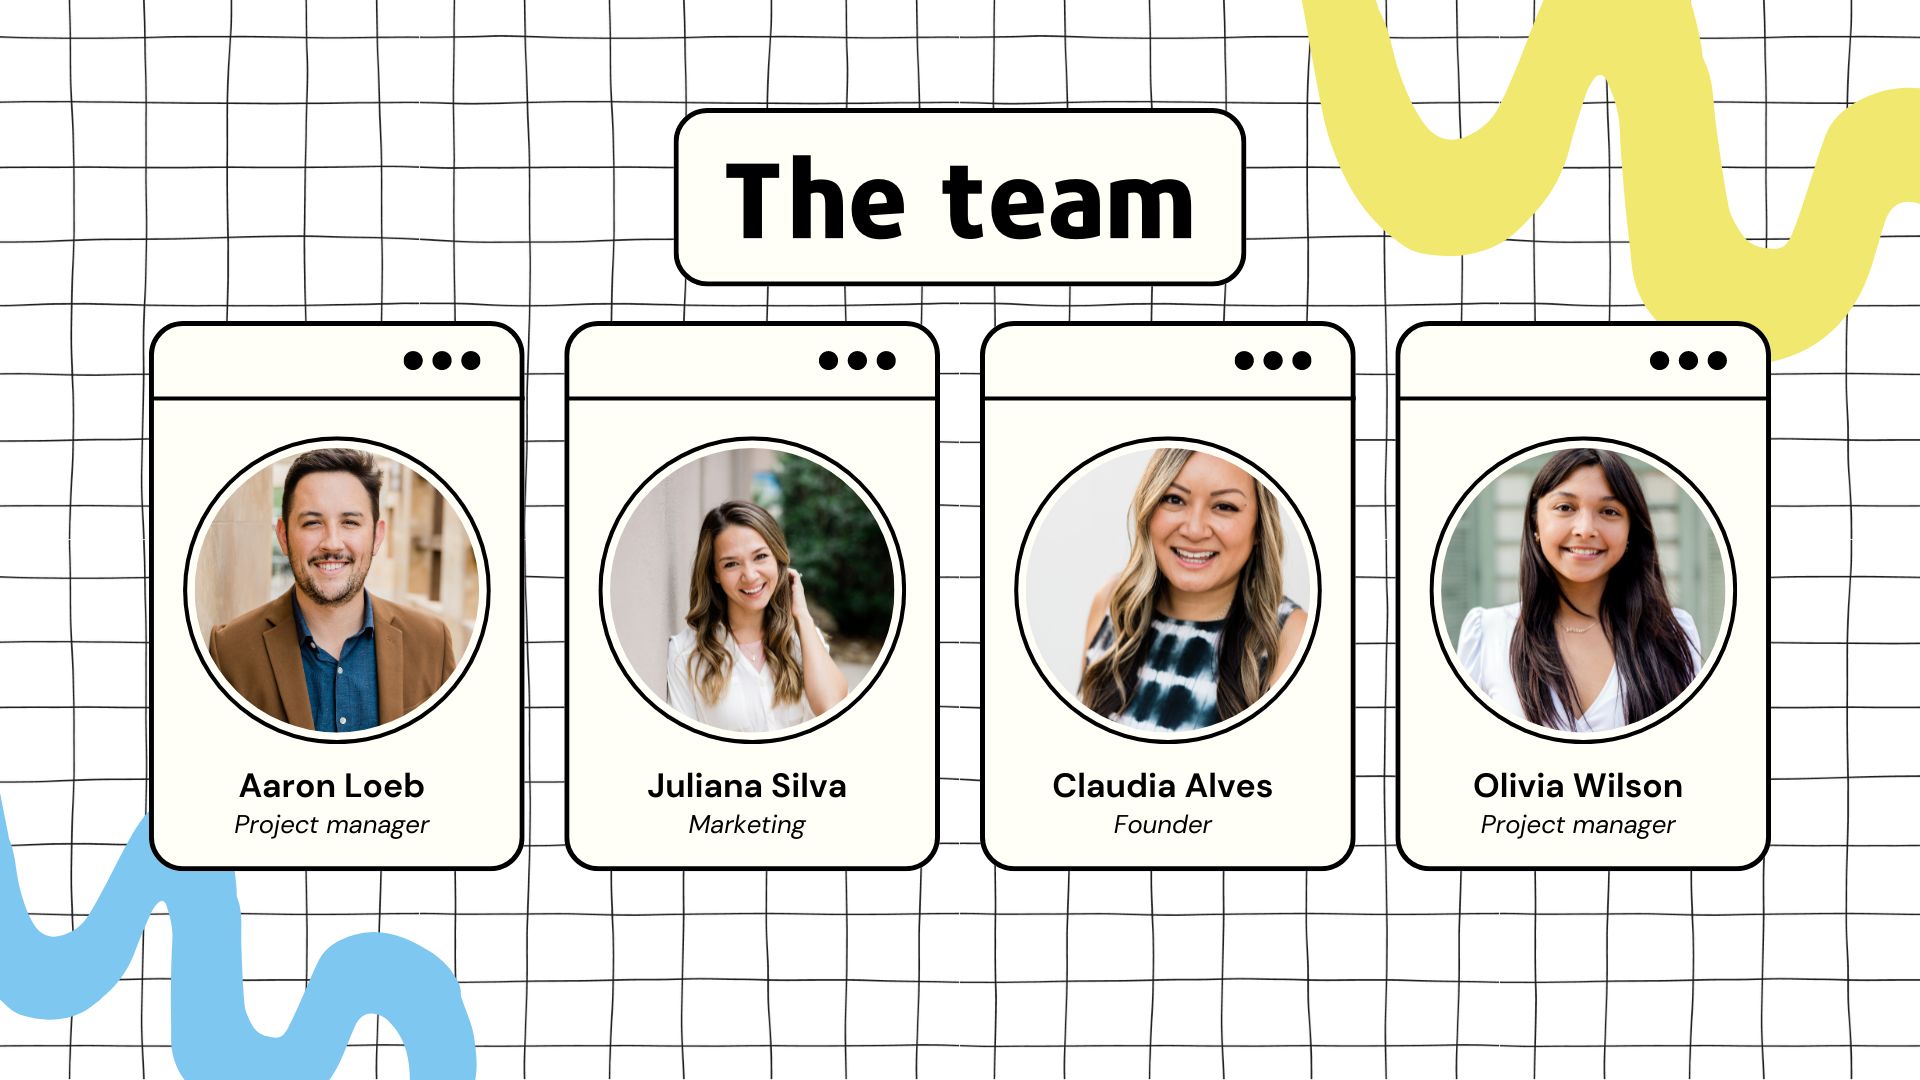 The team
Aaron Loeb
Project manager
Juliana Silva
Marketing
Claudia Alves
Founder
Olivia Wilson
Project manager